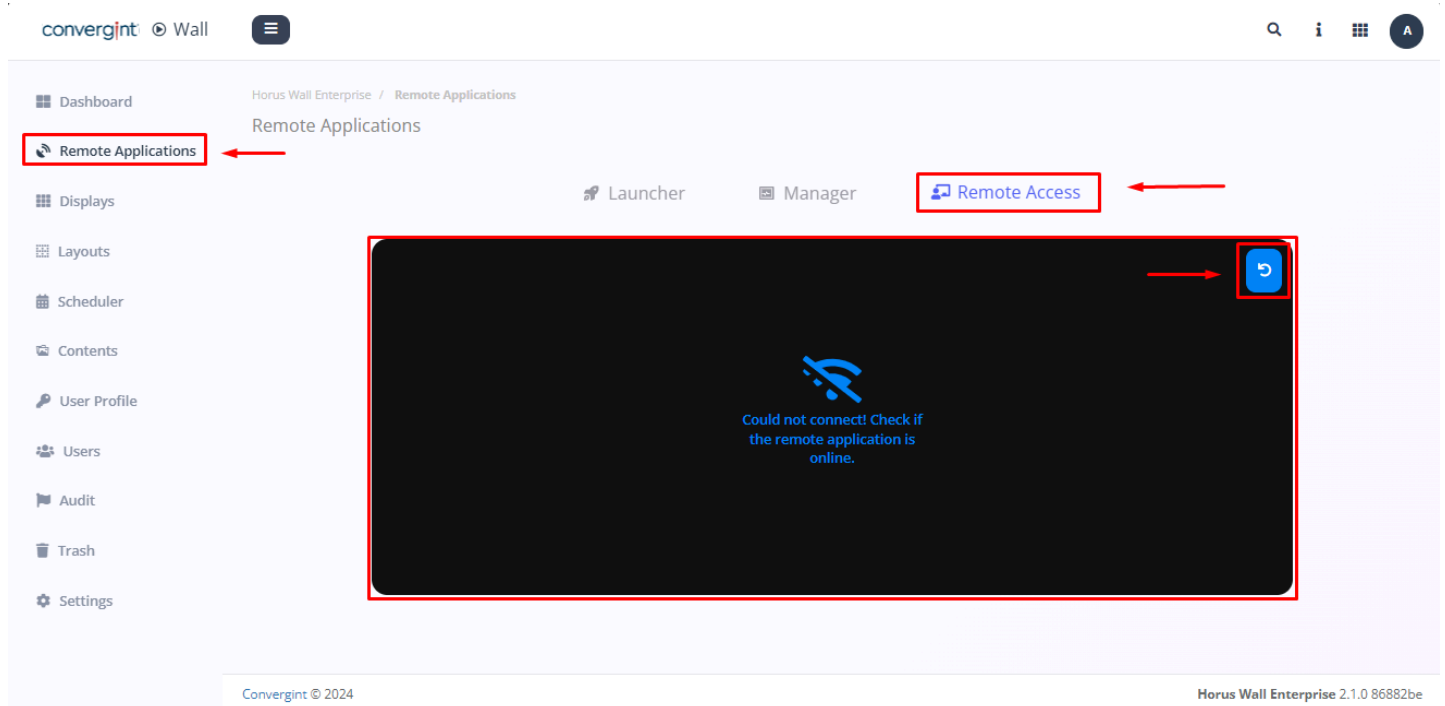 convergint Wall
A
Dashboard
Remote Applications
Displays
Layouts
Scheduler
Contents
User Profile
Users
Audit
Trash
Settings
Horus Wall Enterprise / Remote Applications
Remote Applications
Launcher
Manager
Remote Access
Could not connect! Check if
the remote application is
online.
Convergint © 2024
Horus Wall Enterprise 2.1.0 86882be